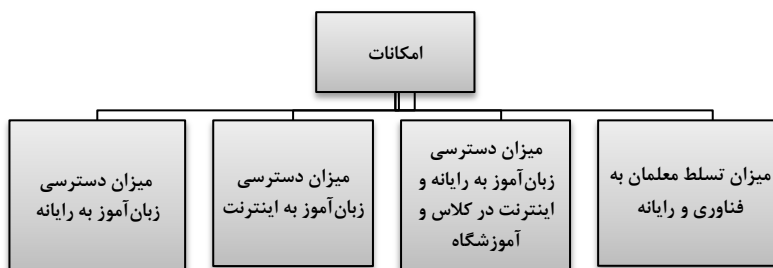 امکانات
میزان تسلط معلمان به
فناوری و رایانه
میزان دسترسی
زبان‌آموز به رایانه و
اینترنت در کلاس و
آموزشگاه
میزان دسترسی
زبان‌آموز به اینترنت
میزان دسترسی
زبان‌آموز به رایانه